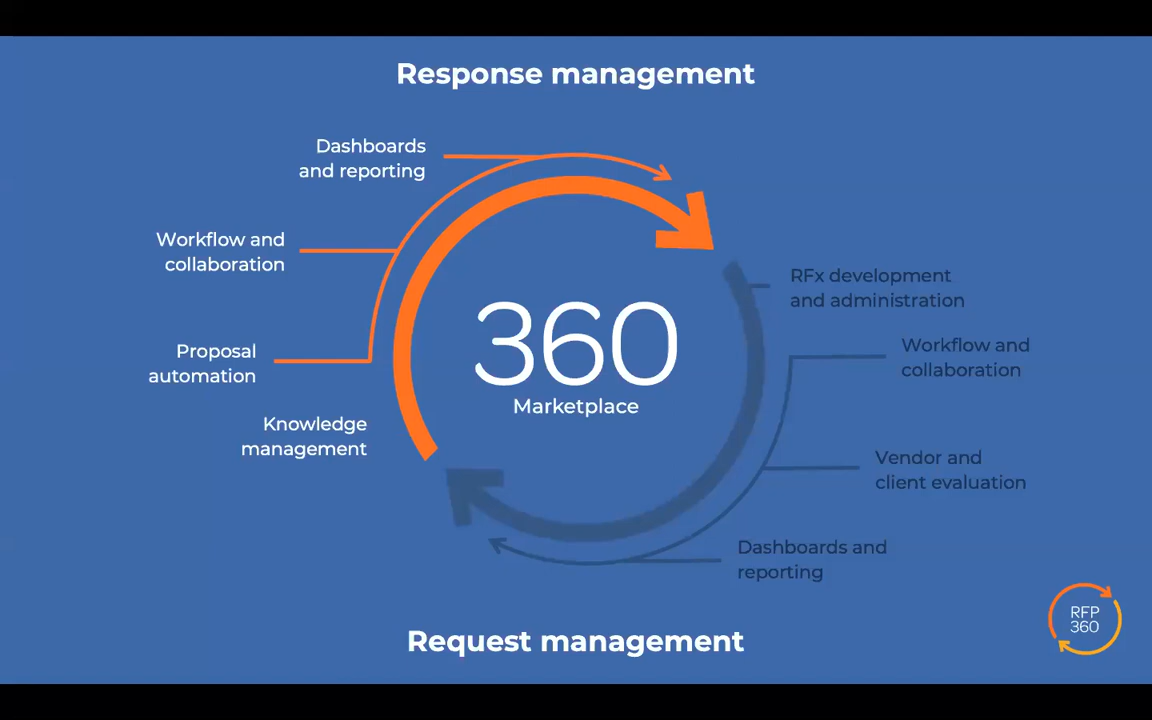 Response management
Dashboards
and reporting
Workflow and
collaboration
Proposal
automation
Knowledge
management
360
Marketplace
RFx development
and administration
Workflow and
collaboration
Vendor and
client evaluation
Dashboards and
reporting
Request management
RFP
360